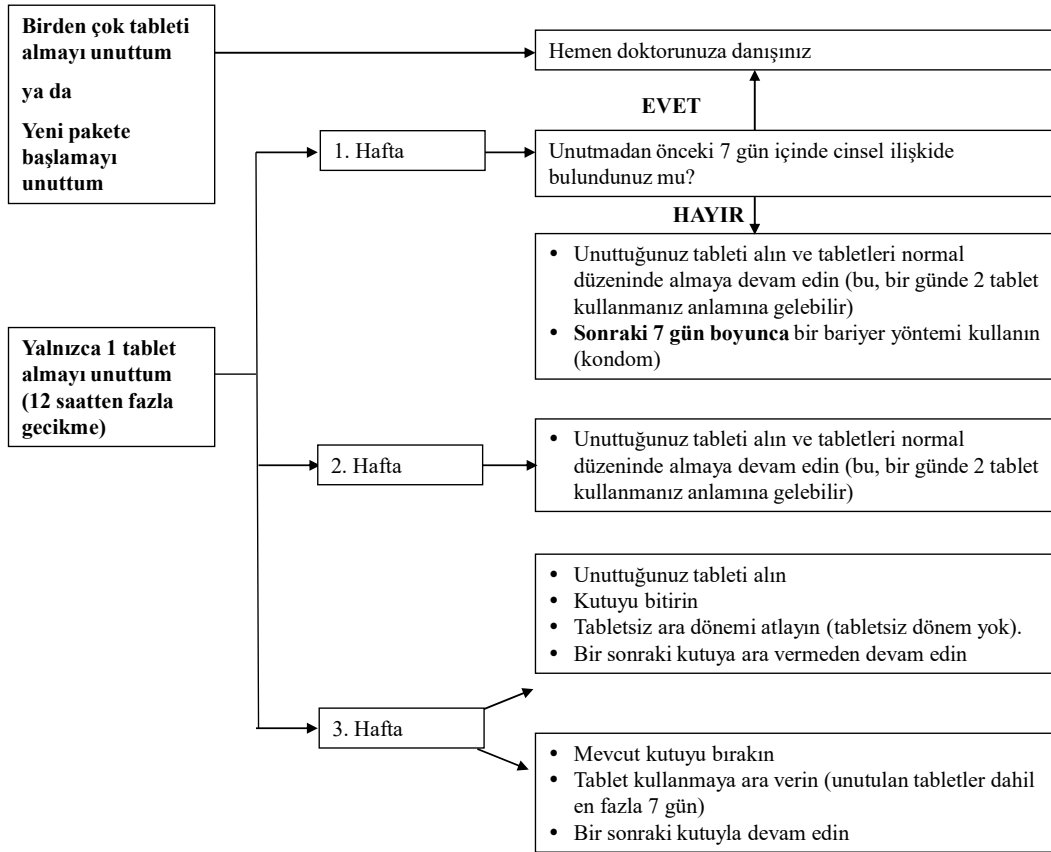 Birden çok tableti
almayı unuttum
ya da
Yeni pakete
başlamayı
unuttum
Hemen doktorunuza danışınız
EVET
1. Hafta
Unutmadan önceki 7 gün içinde cinsel ilişkide
bulundunuz mu?
HAYIR
• Unuttuğunuz tableti alın ve tabletleri normal
düzeninde almaya devam edin (bu, bir günde 2 tablet
kullanmanız anlamına gelebilir)
• Sonraki 7 gün boyunca bir bariyer yöntemi kullanın
(kondom)
Yalnızca 1 tablet
almayı unuttum
(12 saatten fazla
gecikme)
2. Hafta
• Unuttuğunuz tableti alın ve tabletleri normal
düzeninde almaya devam edin (bu, bir günde 2 tablet
kullanmanız anlamına gelebilir)
3. Hafta
• Unuttuğunuz tableti alın
• Kutuyu bitirin
• Tabletsiz ara dönemi atlayın (tabletsiz dönem yok).
• Bir sonraki kutuya ara vermeden devam edin
• Mevcut kutuyu bırakın
• Tablet kullanmaya ara verin (unutulan tabletler dahil
en fazla 7 gün)
• Bir sonraki kutuyla devam edin